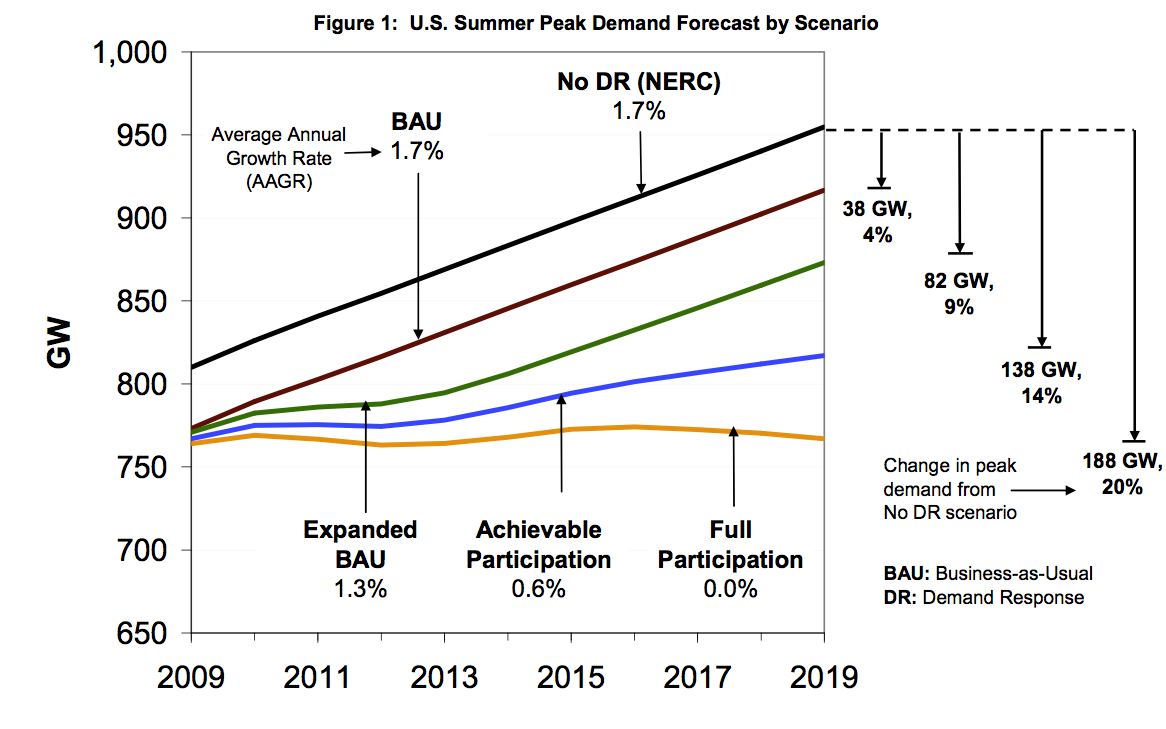 Figure 1:  U.S. Summer Peak Demand Forecast by Scenario
1,000
950
900
850
800
750
700
650
GW
2009
2011
2013
2015
2017
2019
Average Annual
Growth Rate
(AAGR)
BAU
1.7%
No DR (NERC)
1.7%
Expanded
BAU
1.3%
Achievable
Participation
0.6%
Full
Participation
0.0%
38 GW,
4%
82 GW,
9%
138 GW,
14%
188 GW,
20%
Change in peak
demand from
No DR scenario
BAU: Business-as-Usual
DR: Demand Response